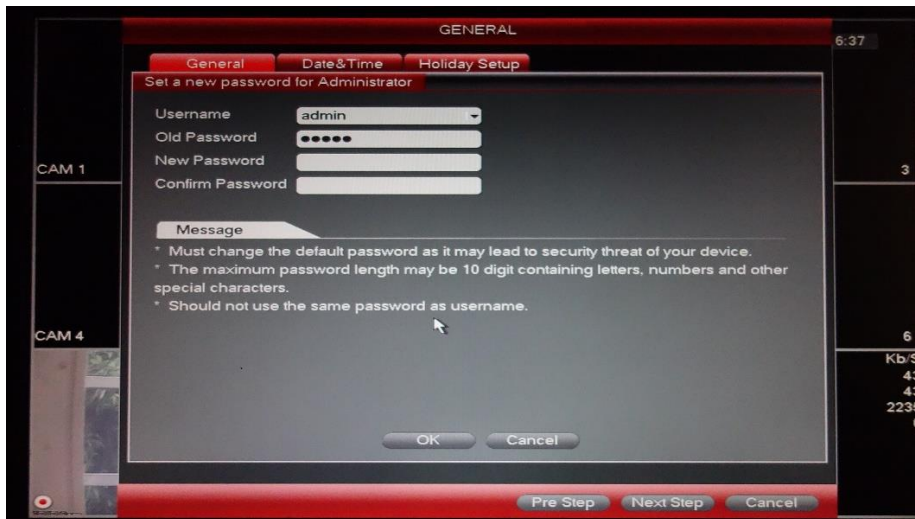 GENERAL
6:37
General Date&Time Holiday Setup
Set a new password for Administrator
Username admin
Old Password ●●●●●
New Password
Confirm Password
CAM 1
3
Message
* Must change the default password as it may lead to security threat of your device.
* The maximum password length may be 10 digit containing letters, numbers and other
special characters.
* Should not use the same password as username.
CAM 4
6
Kb/S
OK Cancel
Pre Step Next Step Cancel